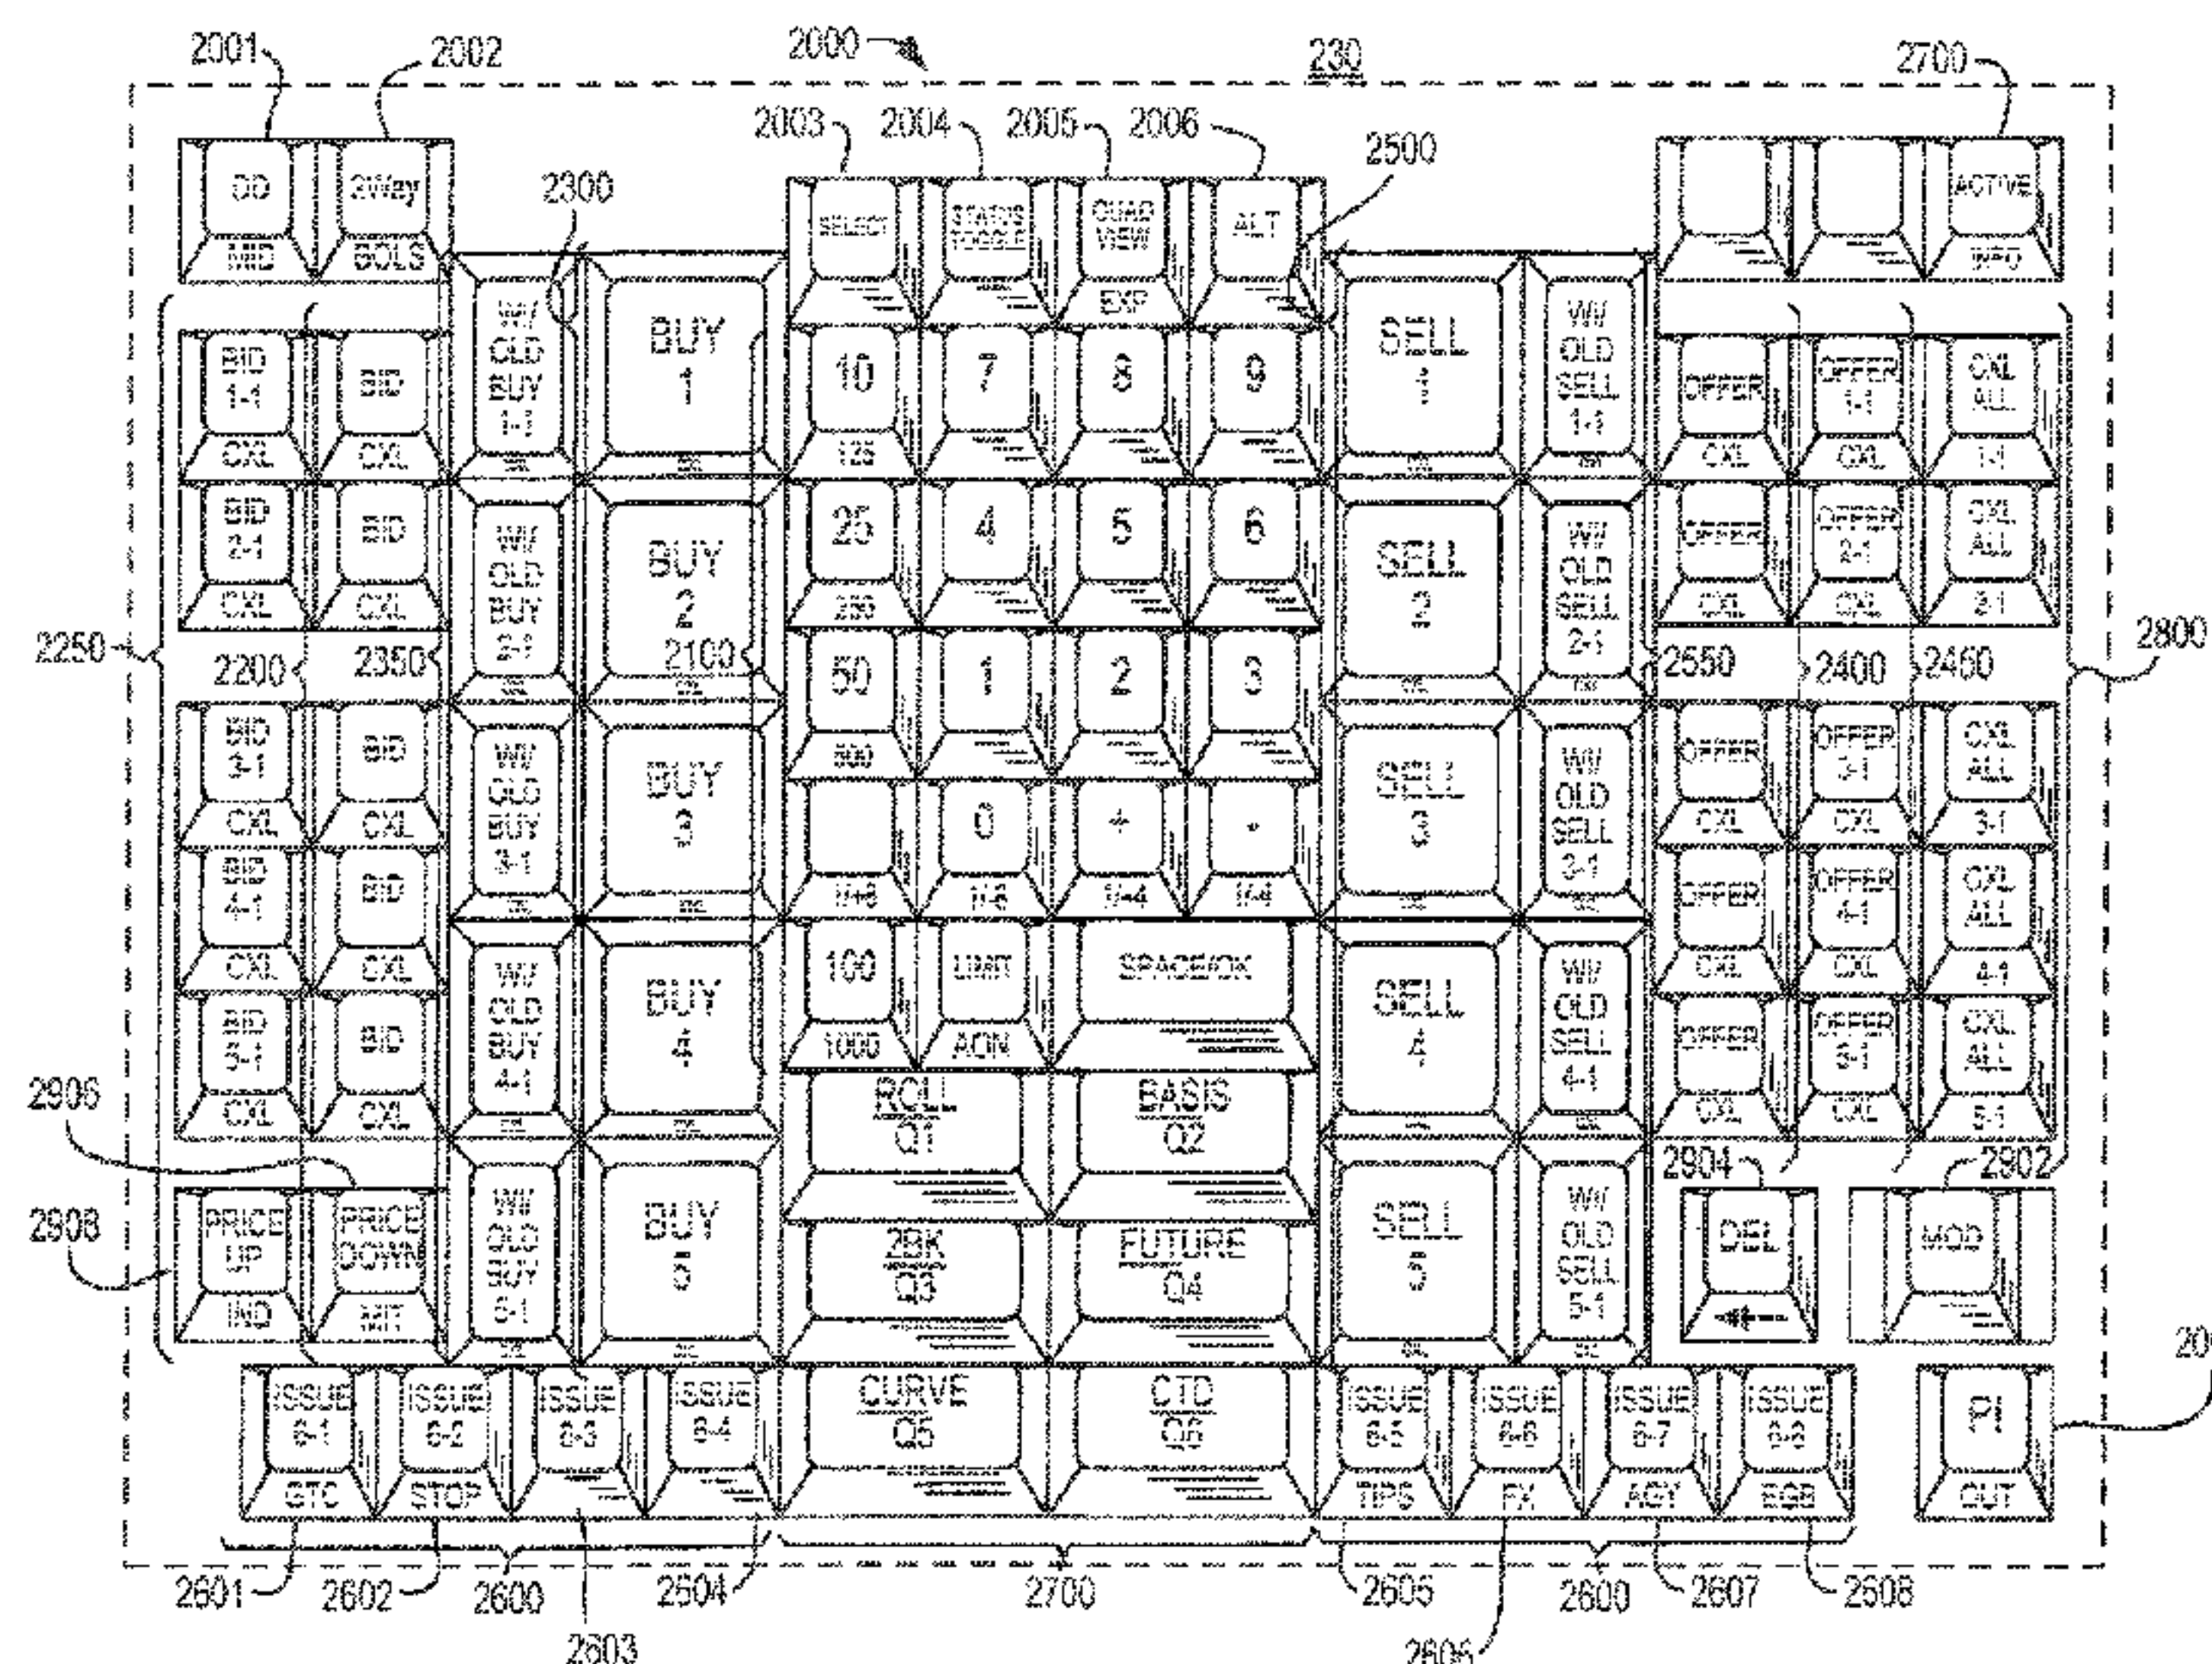 2001 2002 2000 230 2700
2003 2004 2005 2006 2500
2300
2Way SELECT STATUS QUAD VIEW ALT ACTIVE
MID BOLS EXP
BID 1-1 BID W/ OLD BUY 1-1 BUY 1 10 7 8 9 SELL 1 W/ OLD SELL 1-1 OFFER OFFER 1-1 CXL ALL
CXL CXL 125 CXL CXL 1-1
BID 2-1 BID W/ OLD BUY 2-1 BUY 2 25 4 5 6 SELL 2 W/ OLD SELL 2-1 OFFER OFFER 2-1 CXL ALL
CXL CXL 250 CXL CXL 2-1
2250 2200 2350 2100 2550 2400 2460 2800
BID 3-1 BID W/ OLD BUY 3-1 BUY 3 50 1 2 3 SELL 3 W/ OLD SELL 3-1 OFFER OFFER 3-1 CXL ALL
CXL CXL 500 CXL CXL 3-1
BID 4-1 BID 0 + OFFER OFFER 4-1 CXL ALL
CXL CXL CXL CXL 4-1
BID 5-1 BID W/ OLD BUY 4-1 BUY 4 100 LIMIT SPACE/OK SELL 4 W/ OLD SELL 4-1 OFFER OFFER 5-1 CXL ALL
CXL CXL 1000 AON CXL CXL 5-1
2906 ROLL Q1 BASIS Q2 2904 2902
2908 PRICE UP PRICE DOWN W/ OLD BUY 5-1 BUY 5 2BK Q3 FUTURE Q4 SELL 5 W/ OLD SELL 5-1 DEL MOD
IND
ISSUE 6-1 ISSUE 6-2 ISSUE 6-3 ISSUE 6-4 CURVE Q5 CTD Q6 ISSUE 6-5 ISSUE 6-6 ISSUE 6-7 ISSUE 6-8 PI
GTC STOP TIPS FX AGY OUT
2601 2602 2600 2604 2700 2605 2600 2607 2608
2603 2606